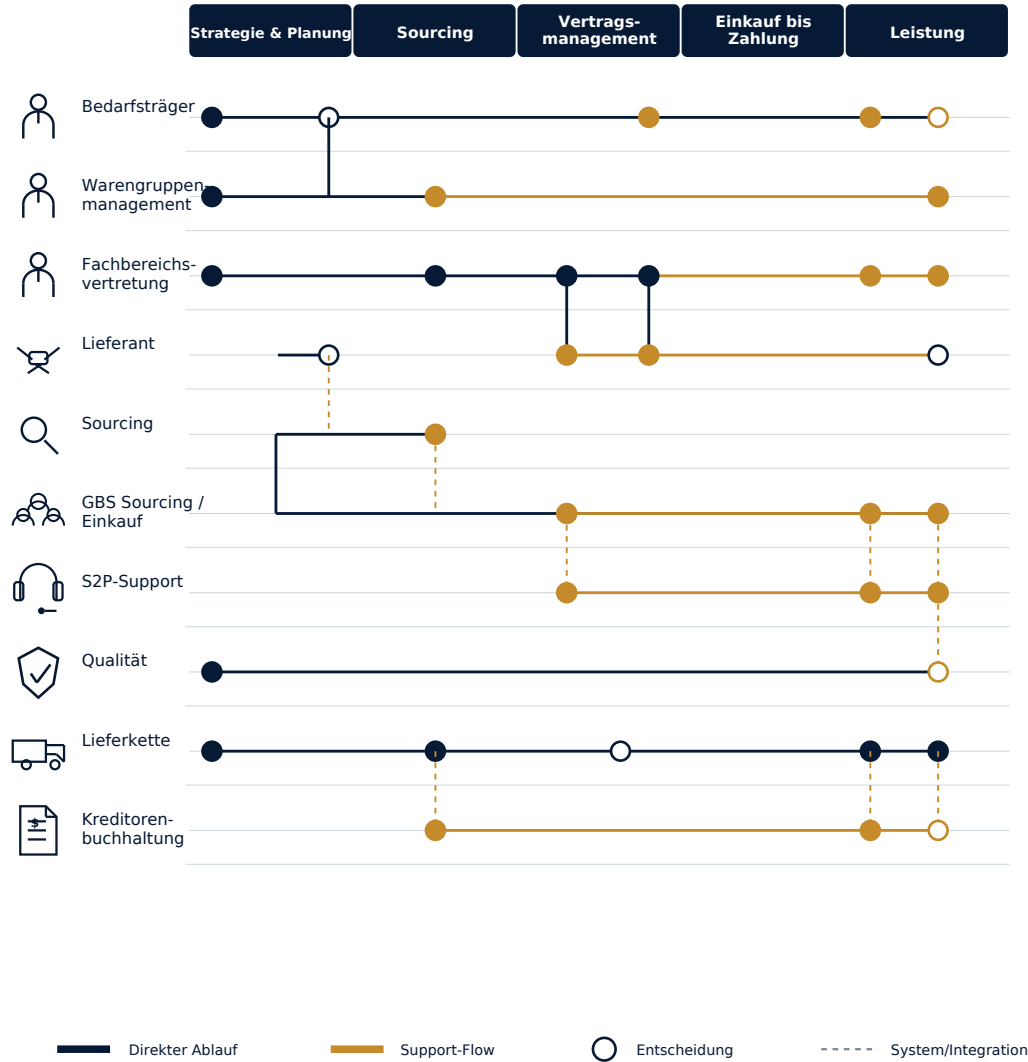 Strategie & Planung
Sourcing
Vertrags-
management
Einkauf bis
Zahlung
Leistung
Bedarfsträger
Warengruppen-
management
Fachbereichs-
vertretung
Lieferant
Sourcing
GBS Sourcing /
Einkauf
S2P-Support
Qualität
Lieferkette
$
Kreditoren-
buchhaltung
Direkter Ablauf
Support-Flow
Entscheidung
System/Integration